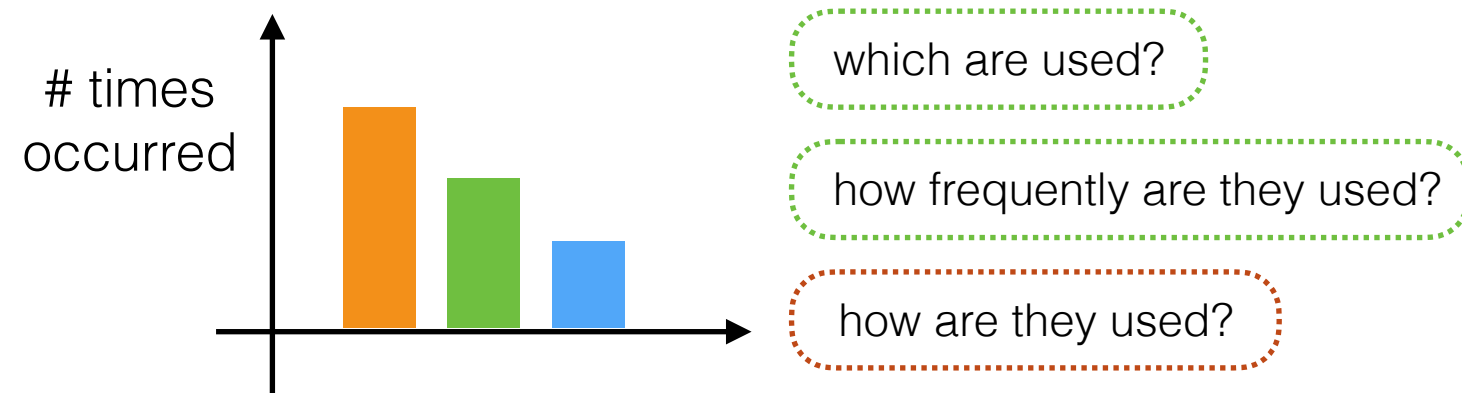 # times
occurred
which are used?
how frequently are they used?
how are they used?